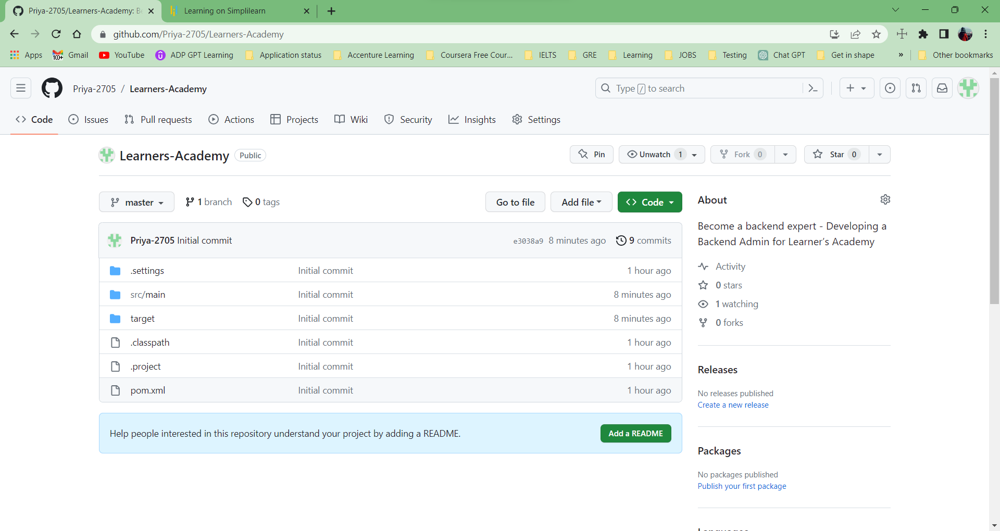 Priya-2705/Learners-Academy: Be
Learning on Simplilearn
github.com/Priya-2705/Learners-Academy
Apps
100+
Gmail
YouTube
ADP GPT Learning
Application status
Accenture Learning
Coursera Free Cour...
IELTS
GRE
Learning
JOBS
Testing
Chat GPT
Get in shape
»
Other bookmarks
Priya-2705 / Learners-Academy
Type / to search
Code
Issues
Pull requests
Actions
Projects
Wiki
Security
Insights
Settings
Learners-Academy
Public
Pin
Unwatch 1
Fork 0
Star 0
master
1 branch
0 tags
Go to file
Add file
Code
Priya-2705 Initial commit
e3038a9 8 minutes ago
9 commits
.settings
Initial commit
1 hour ago
src/main
Initial commit
8 minutes ago
target
Initial commit
8 minutes ago
.classpath
Initial commit
1 hour ago
.project
Initial commit
1 hour ago
pom.xml
Initial commit
1 hour ago
Help people interested in this repository understand your project by adding a README.
Add a README
About
Become a backend expert - Developing a
Backend Admin for Learner's Academy
Activity
0 stars
1 watching
0 forks
Releases
No releases published
Create a new release
Packages
No packages published
Publish your first package